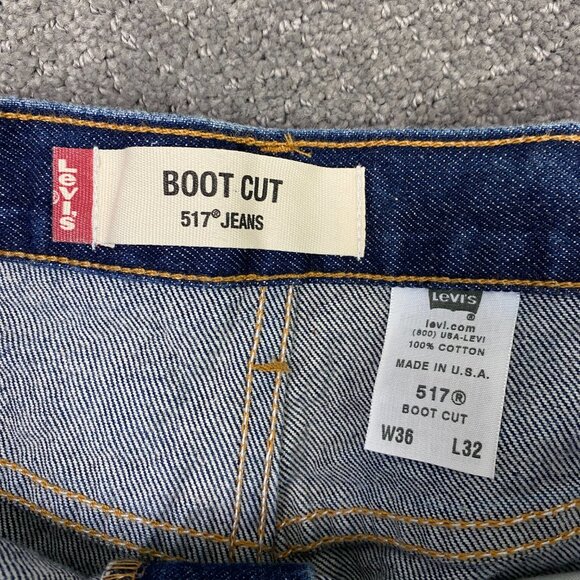 Levi's
®
BOOT CUT
517® JEANS
LEVI'S
®
levi.com
(800) USA-LEVI
100% COTTON
MADE IN U.S.A.
517®
BOOT CUT
W36 L32